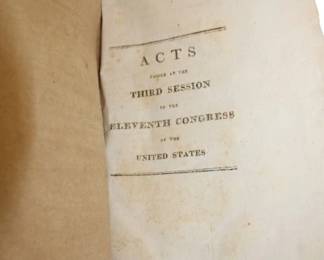 ACTS
PASSED AT THE
THIRD SESSION
OF THE
ELEVENTH CONGRESS
OF THE
UNITED STATES